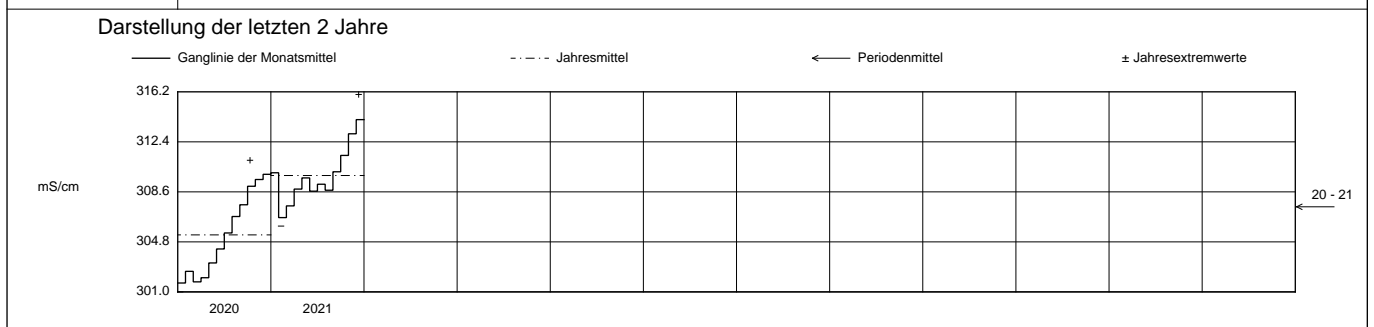 Darstellung der letzten 2 Jahre
Ganglinie der Monatsmittel Jahresmittel Periodenmittel ± Jahresextremwerte
316.2
312.4
mS/cm 308.6
20 - 21
304.8
301.0
2020 2021